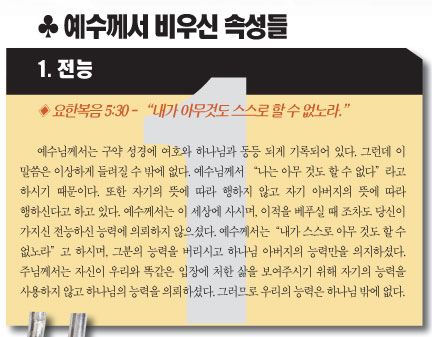 ♣ 예수께서 비우신 속성들
1. 전능
◈ 요한복음 5:30 - “내가 아무것도 스스로 할 수 없노라.”
예수님께서는 구약 성경에 여호와 하나님과 동등 되게 기록되어 있다. 그런데 이
말씀은 이상하게 들려질 수 밖에 없다. 예수님께서 “나는 아무 것도 할 수 없다” 라고
하시기 때문이다. 또한 자기의 뜻에 따라 행하지 않고 자기 아버지의 뜻에 따라
행하신다고 하고 있다. 예수께서는 이 세상에 사시며, 이적을 베푸실 때 조차도 당신이
가지신 전능하신 능력에 의뢰하지 않으셨다. 예수께서는 “내가 스스로 아무 것도 할 수
없노라” 고 하시며, 그분의 능력을 버리시고 하나님 아버지의 능력만을 의지하셨다.
주님께서는 자신이 우리와 똑같은 입장에 처한 삶을 보여주시기 위해 자기의 능력을
사용하지 않고 하나님의 능력을 의뢰하셨다. 그러므로 우리의 능력은 하나님 밖에 없다.
1